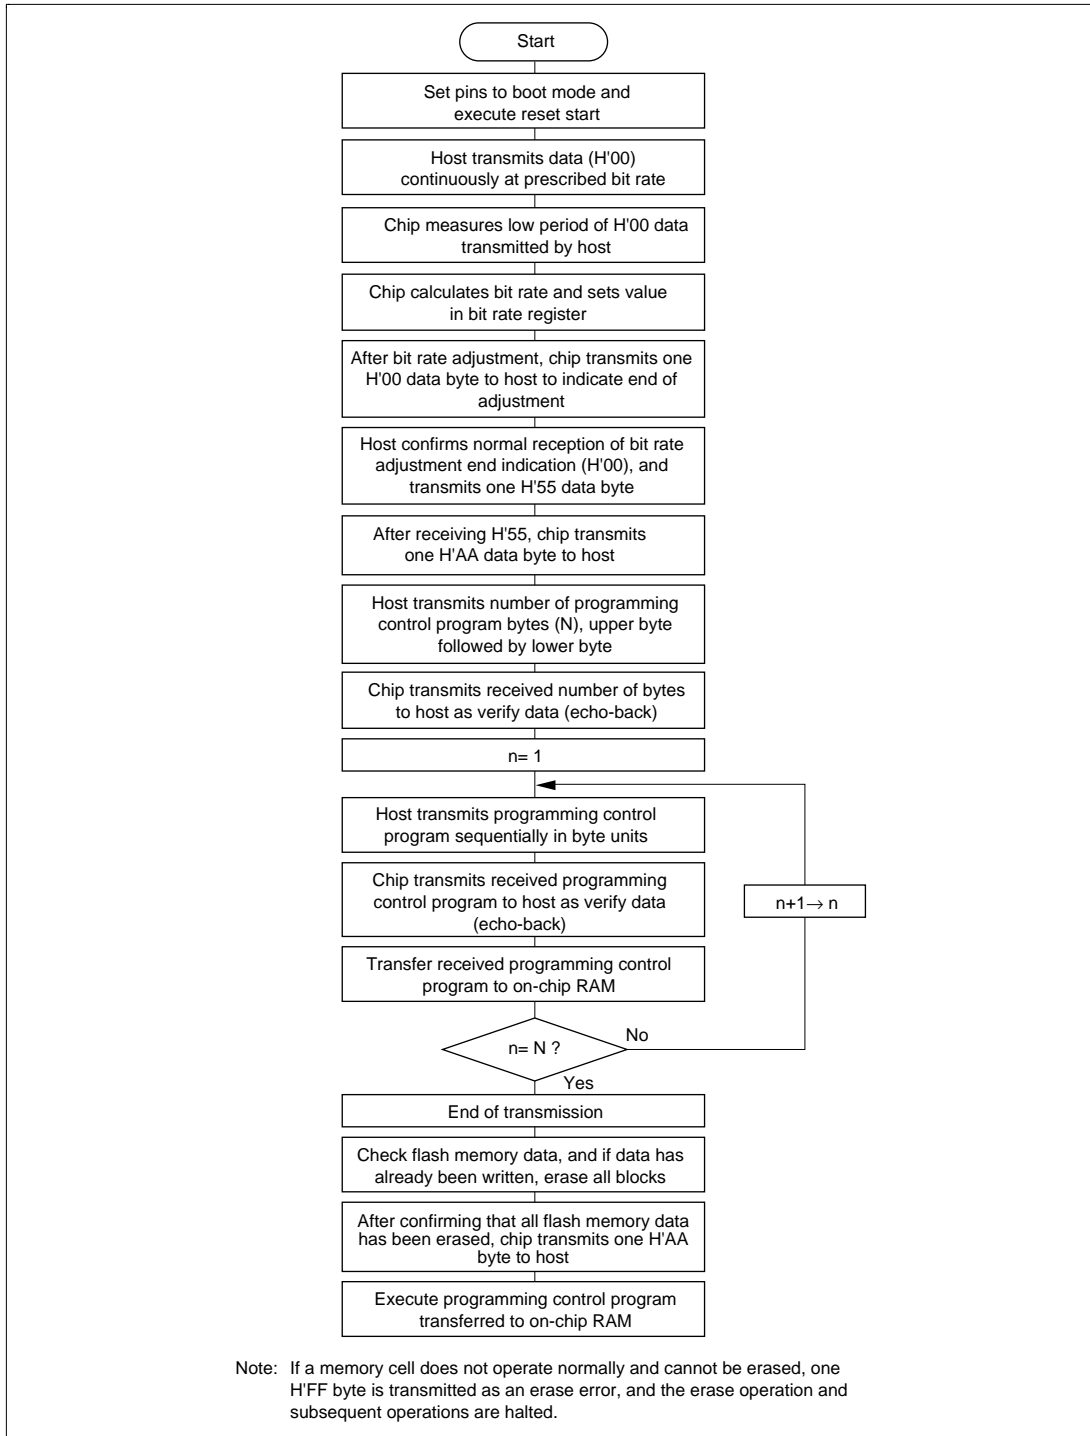 Start
Set pins to boot mode and
execute reset start
Host transmits data (H'00)
continuously at prescribed bit rate
Chip measures low period of H'00 data
transmitted by host
Chip calculates bit rate and sets value
in bit rate register
After bit rate adjustment, chip transmits one
H'00 data byte to host to indicate end of
adjustment
Host confirms normal reception of bit rate
adjustment end indication (H'00), and
transmits one H'55 data byte
After receiving H'55, chip transmits
one H'AA data byte to host
Host transmits number of programming
control program bytes (N), upper byte
followed by lower byte
Chip transmits received number of bytes
to host as verify data (echo-back)
n= 1
Host transmits programming control
program sequentially in byte units
Chip transmits received programming
control program to host as verify data
(echo-back)
n+1→ n
Transfer received programming control
program to on-chip RAM
n= N ?
No
Yes
End of transmission
Check flash memory data, and if data has
already been written, erase all blocks
After confirming that all flash memory data
has been erased, chip transmits one H'AA
byte to host
Execute programming control program
transferred to on-chip RAM
Note: If a memory cell does not operate normally and cannot be erased, one
H'FF byte is transmitted as an erase error, and the erase operation and
subsequent operations are halted.